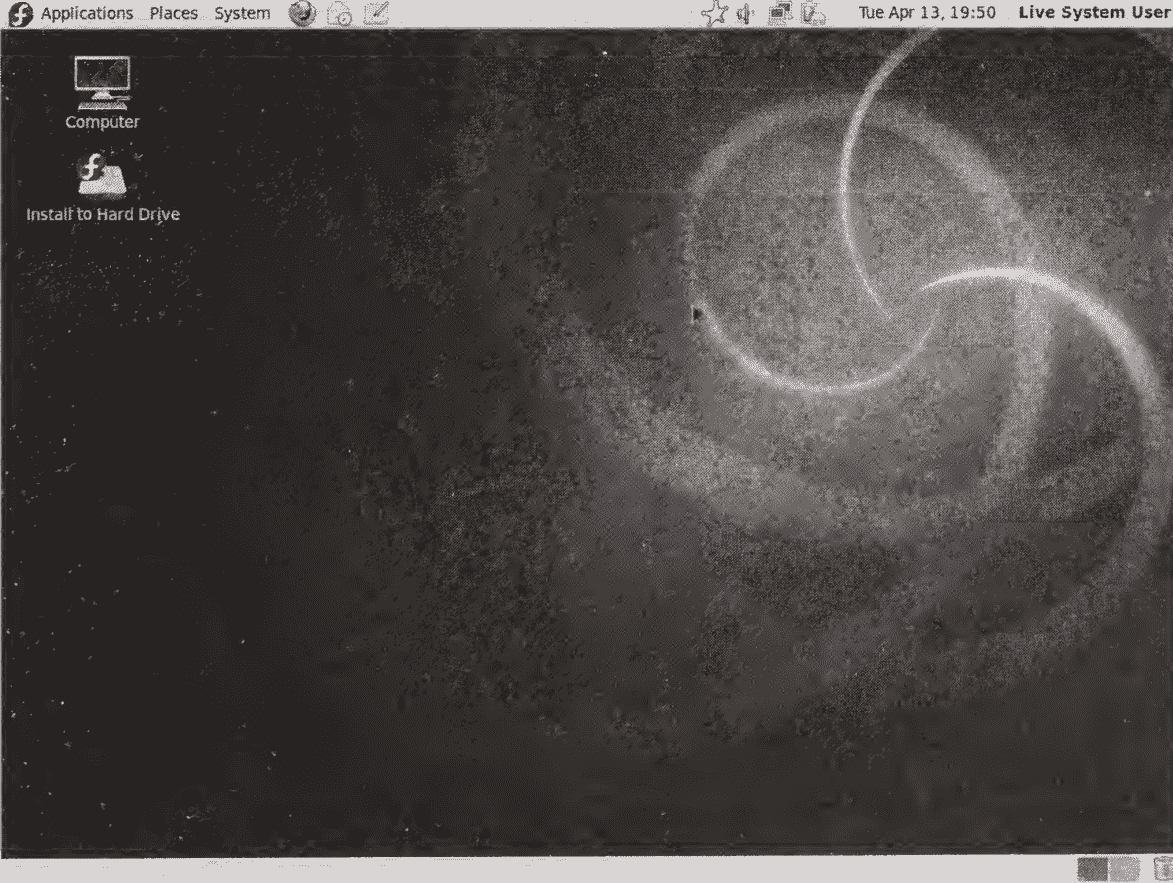 Applications Places System Tue Apr 13, 19:50 Live System User
Computer
Install to Hard Drive